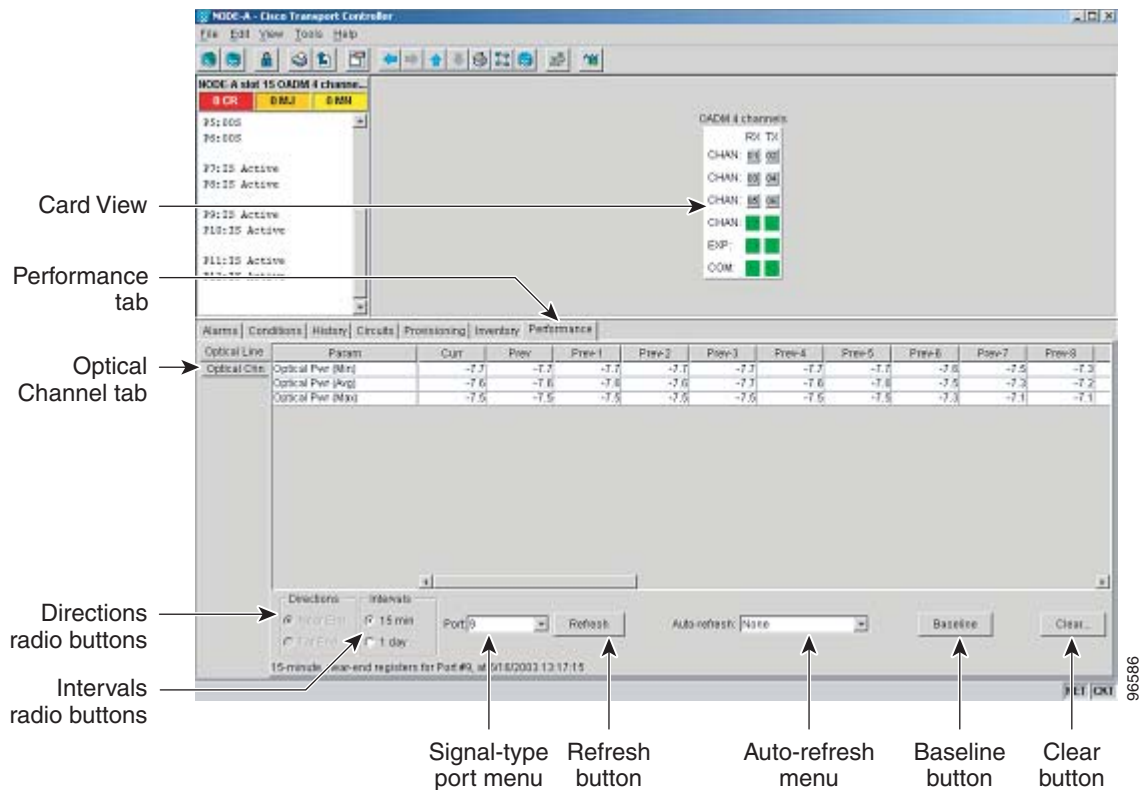 NODE-A - Cisco Transport Controller
File Edit View Tools Help
NODE-A slot 15 OADM 4 channe...
0 CR 0 MJ 0 MN
P5:OOS
P6:OOS
P7:IS Active
P8:IS Active
P9:IS Active
P10:IS Active
P11:IS Active
OADM 4 channels
RX TX
CHAN: 01 02
CHAN: 03 04
CHAN: 05 06
CHAN:
EXP:
COM:
Card View
Performance
tab
Alarms Conditions History Circuits Provisioning Inventory Performance
Optical Line Param Curr Prev Prev-1 Prev-2 Prev-3 Prev-4 Prev-5 Prev-6 Prev-7 Prev-8
Optical Chn Optical Pwr (Min) -7.7 -7.7 -7.7 -7.7 -7.7 -7.7 -7.7 -7.6 -7.5 -7.3
Optical Pwr (Avg) -7.6 -7.6 -7.6 -7.6 -7.7 -7.6 -7.6 -7.5 -7.3 -7.2
Optical Pwr (Max) -7.5 -7.5 -7.5 -7.5 -7.5 -7.5 -7.5 -7.3 -7.1 -7.1
Optical
Channel tab
Directions Intervals
15 min
1 day
Port: 9 Refresh Auto-refresh: None Baseline Clear...
15-minute, near-end registers for Port #9, at 6/18/2003 13:17:15
NET CKT
Directions
radio buttons
Intervals
radio buttons
Signal-type
port menu
Refresh
button
Auto-refresh
menu
Baseline
button
Clear
button
96586